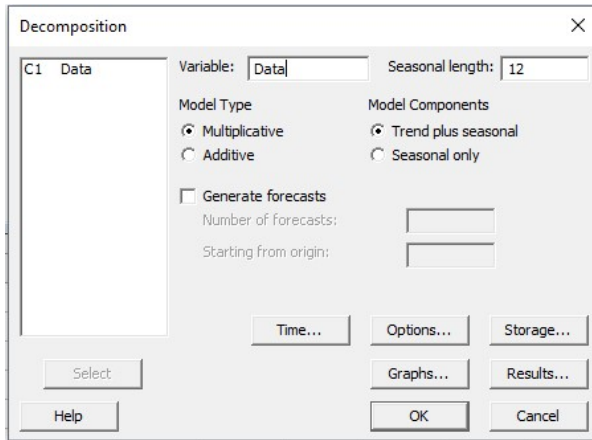 Decomposition
C1 Data
Variable: Data Seasonal length: 12
Model Type Model Components
Multiplicative Trend plus seasonal
Additive Seasonal only
Generate forecasts
Number of forecasts:
Starting from origin:
Time... Options... Storage...
Select Graphs... Results...
Help OK Cancel